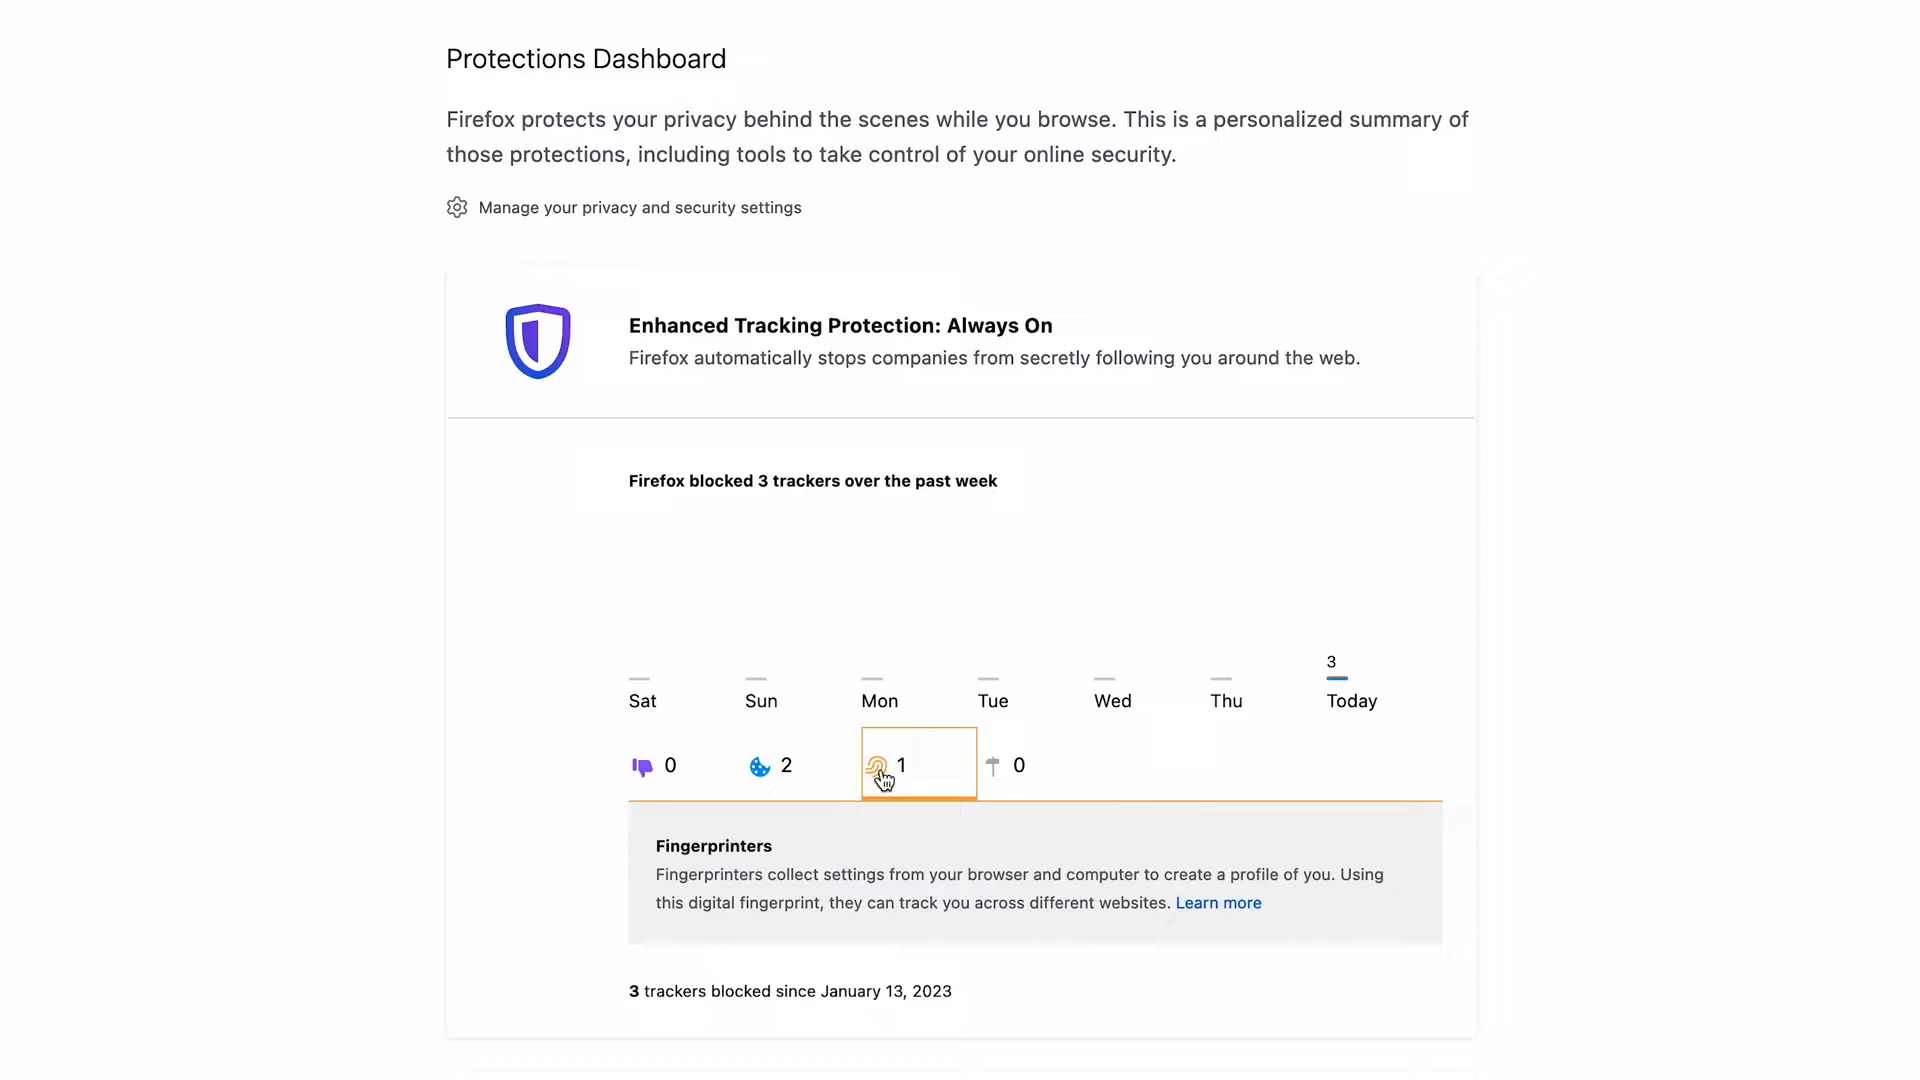 Protections Dashboard
Firefox protects your privacy behind the scenes while you browse. This is a personalized summary of
those protections, including tools to take control of your online security.
Manage your privacy and security settings
Enhanced Tracking Protection: Always On
Firefox automatically stops companies from secretly following you around the web.
Firefox blocked 3 trackers over the past week
3
Sat Sun Mon Tue Wed Thu Today
0 2 1 0
Fingerprinters
Fingerprinters collect settings from your browser and computer to create a profile of you. Using
this digital fingerprint, they can track you across different websites. Learn more
3 trackers blocked since January 13, 2023